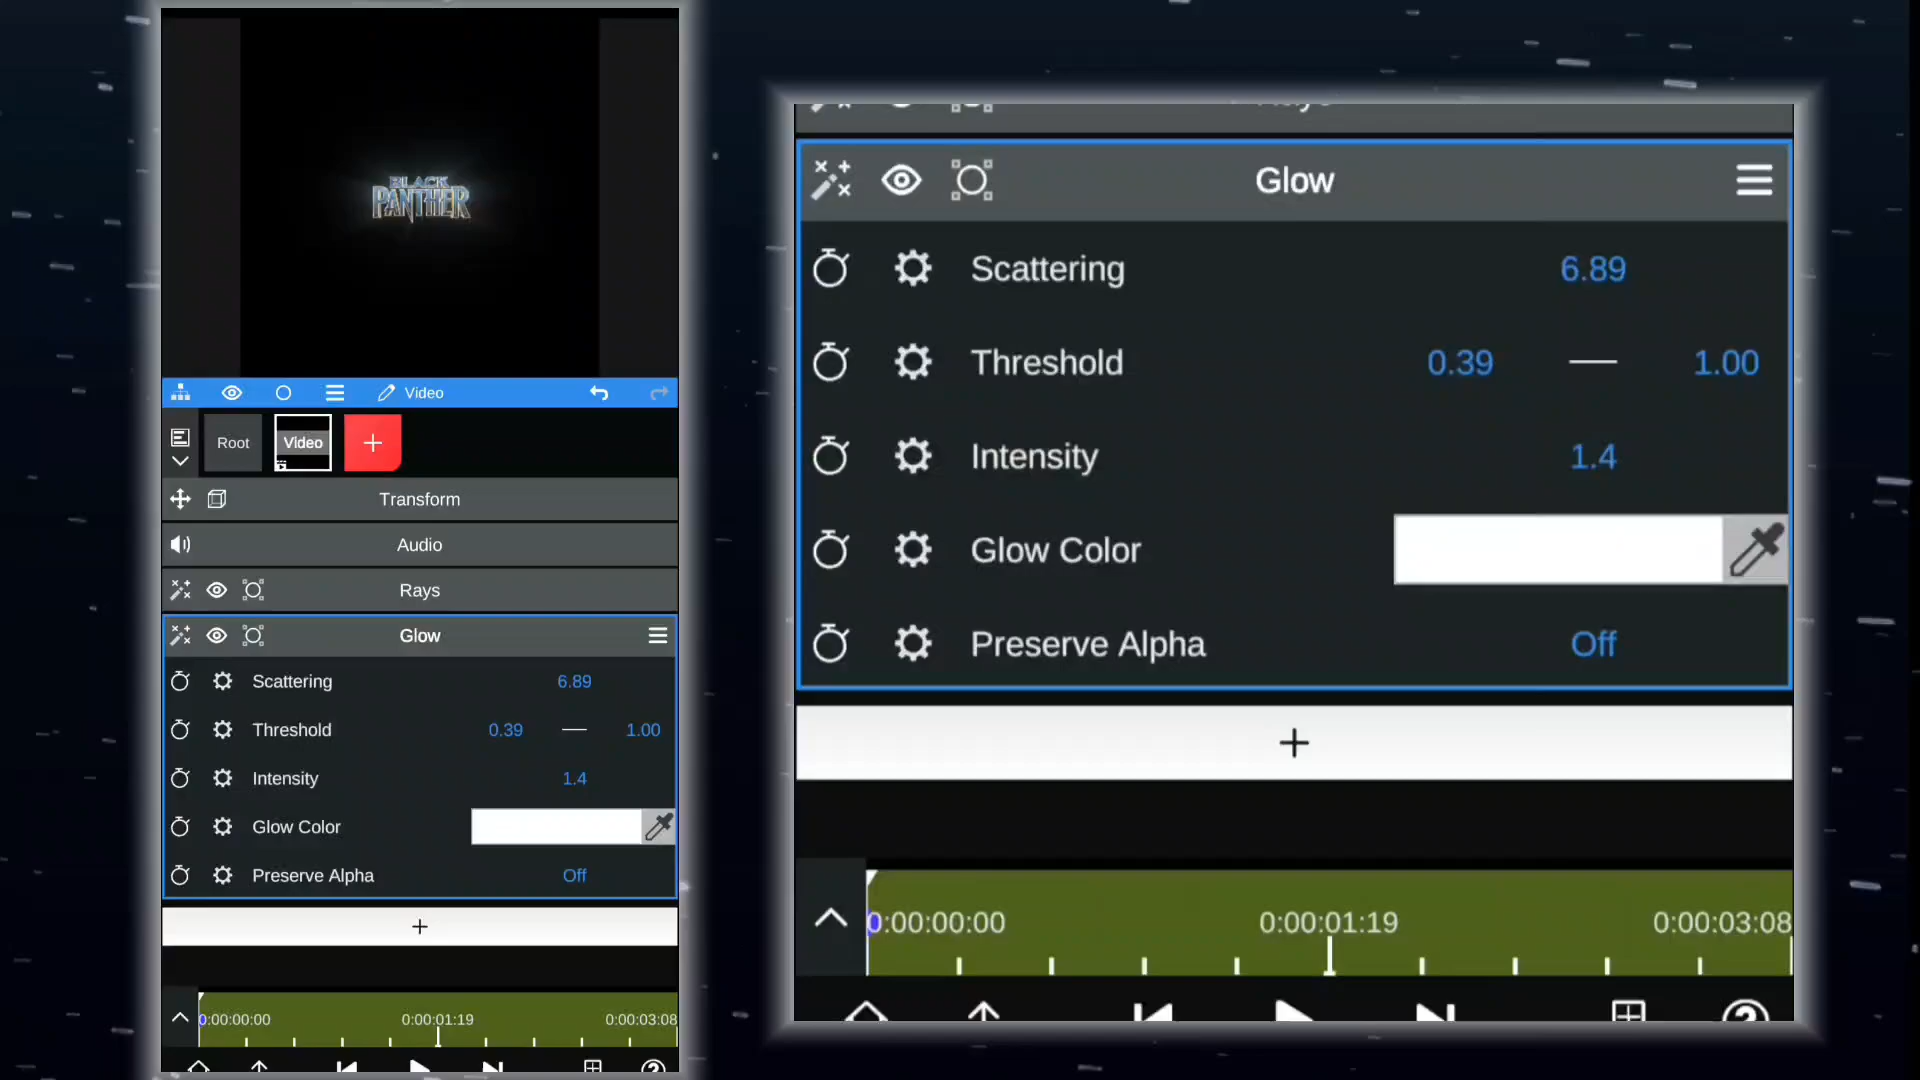 BLACK
PANTHER
Video
Root
Video
Transform
Audio
Rays
Glow
Scattering 6.89
Threshold 0.39 — 1.00
Intensity 1.4
Glow Color
Preserve Alpha Off
+
0:00:00:00 0:00:01:19 0:00:03:08
Glow
Scattering 6.89
Threshold 0.39 — 1.00
Intensity 1.4
Glow Color
Preserve Alpha Off
+
0:00:00:00 0:00:01:19 0:00:03:08